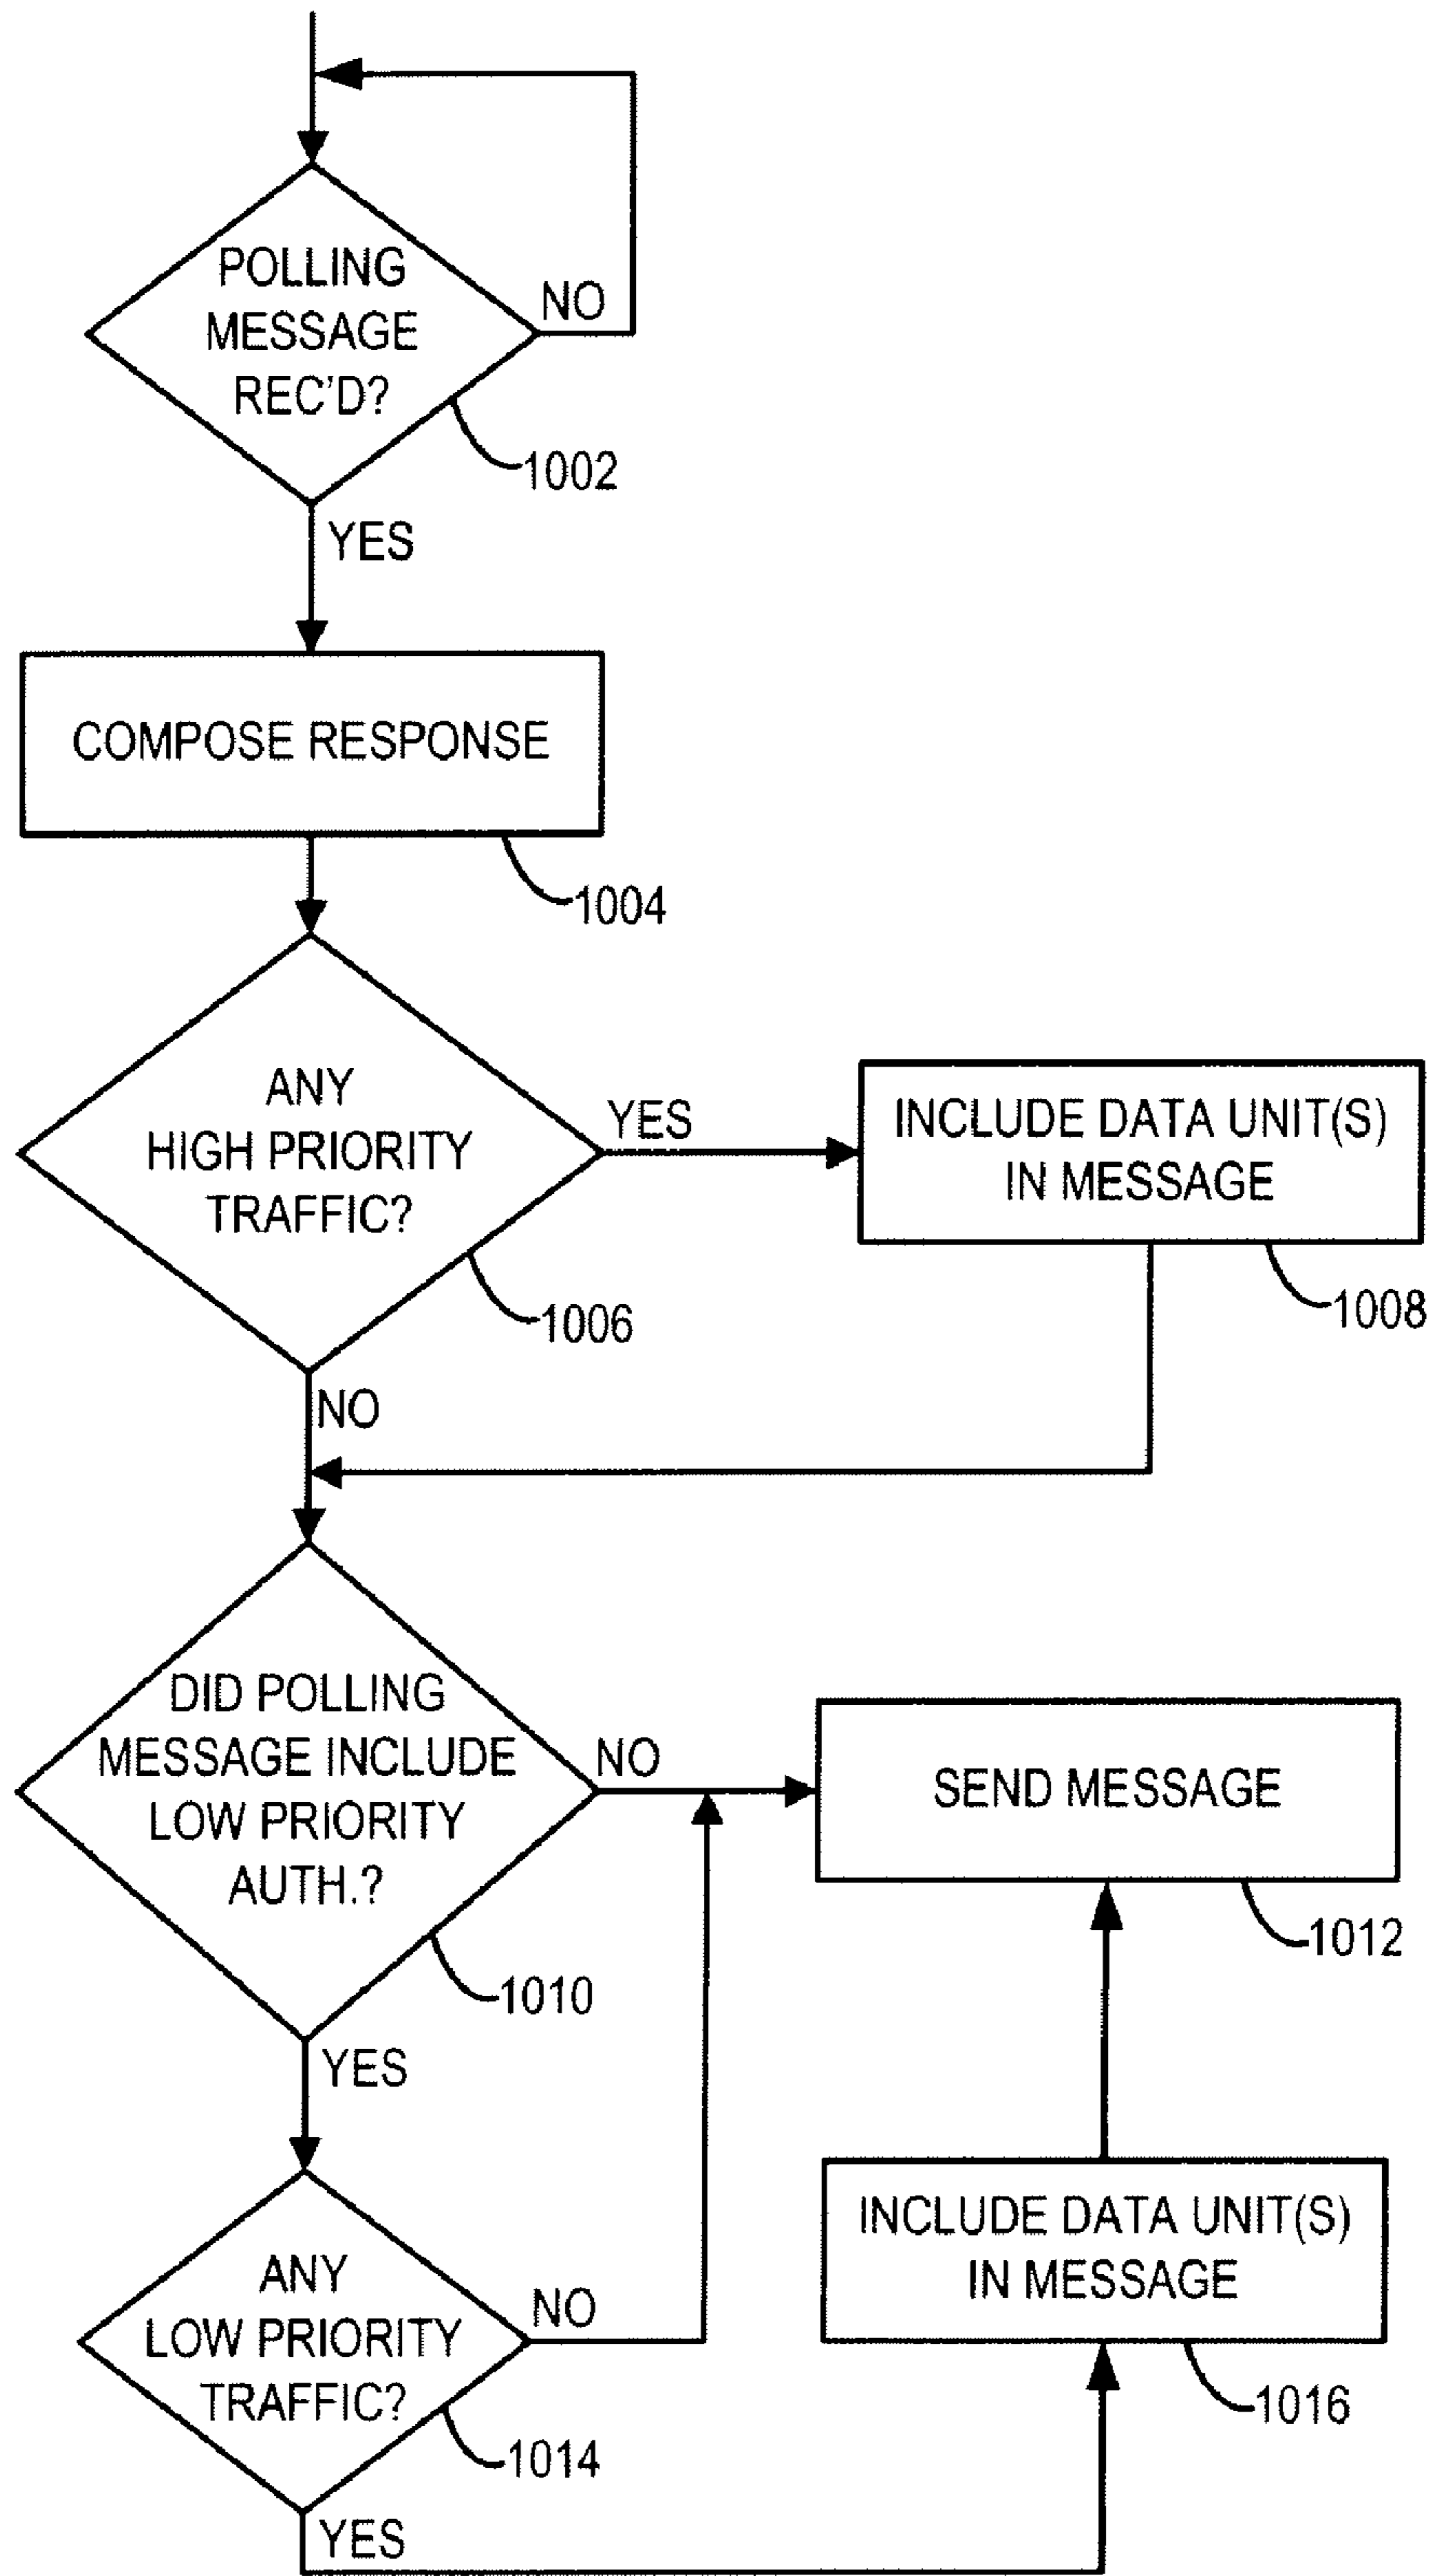 POLLING
MESSAGE
REC'D?
NO
1002
YES
COMPOSE RESPONSE
1004
ANY
HIGH PRIORITY
TRAFFIC?
YES
INCLUDE DATA UNIT(S)
IN MESSAGE
1006
1008
NO
DID POLLING
MESSAGE INCLUDE
LOW PRIORITY
AUTH.?
NO
SEND MESSAGE
1012
1010
YES
ANY
LOW PRIORITY
TRAFFIC?
NO
INCLUDE DATA UNIT(S)
IN MESSAGE
1016
1014
YES